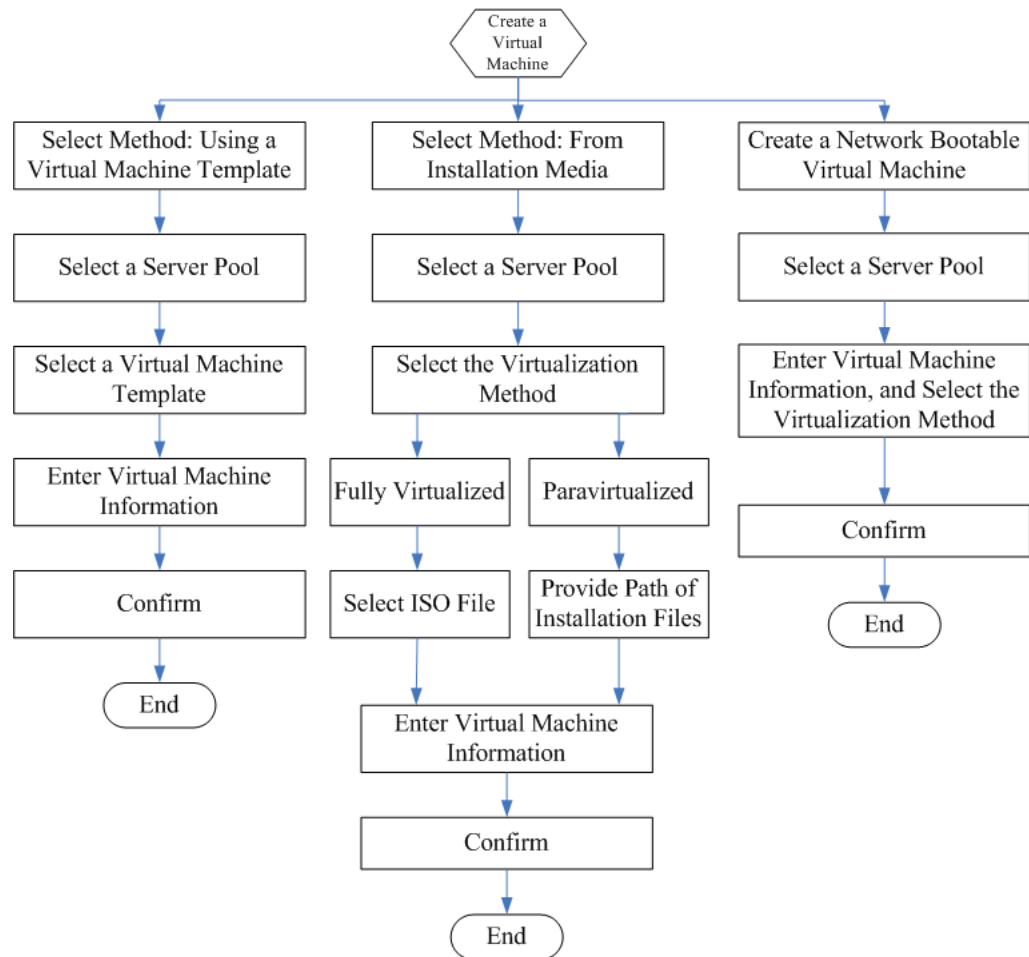 Create a
Virtual
Machine
Select Method: Using a
Virtual Machine Template
Select a Server Pool
Select a Virtual Machine
Template
Enter Virtual Machine
Information
Confirm
End
Select Method: From
Installation Media
Select a Server Pool
Select the Virtualization
Method
Fully Virtualized
Select ISO File
Paravirtualized
Provide Path of
Installation Files
Enter Virtual Machine
Information
Confirm
End
Create a Network Bootable
Virtual Machine
Select a Server Pool
Enter Virtual Machine
Information, and Select the
Virtualization Method
Confirm
End